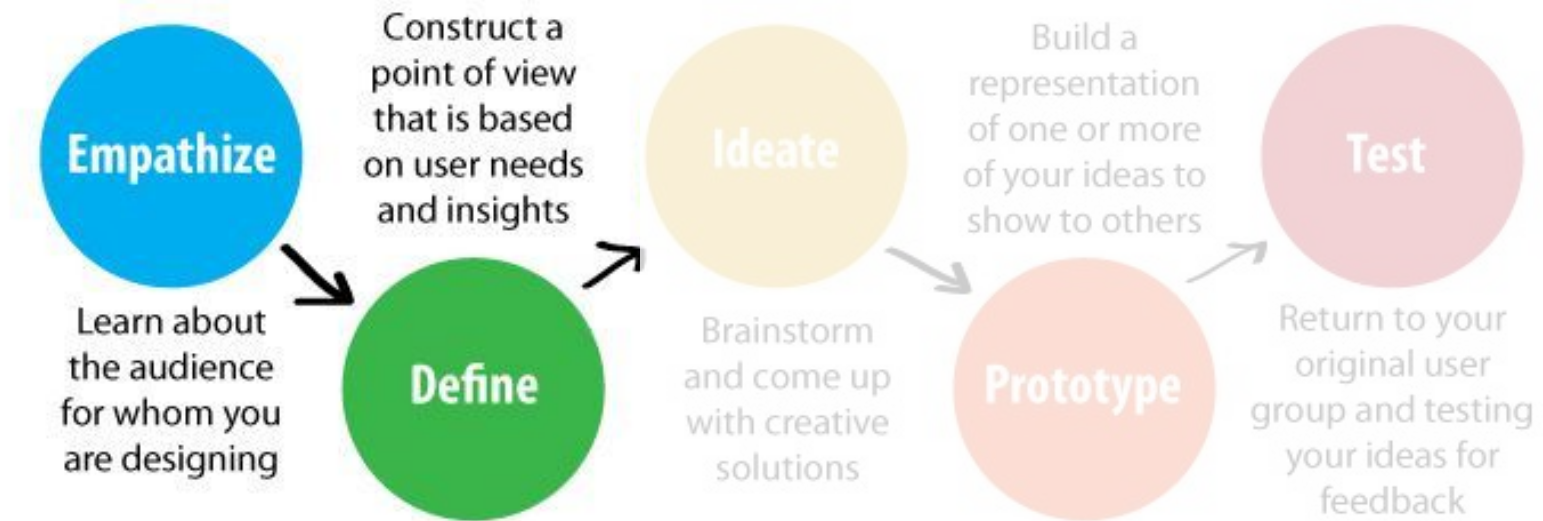 Empathize
Learn about
the audience
for whom you
are designing
Construct a
point of view
that is based
on user needs
and insights
Define
Ideate
Brainstorm
and come up
with creative
solutions
Build a
representation
of one or more
of your ideas to
show to others
Prototype
Test
Return to your
original user
group and testing
your ideas for
feedback